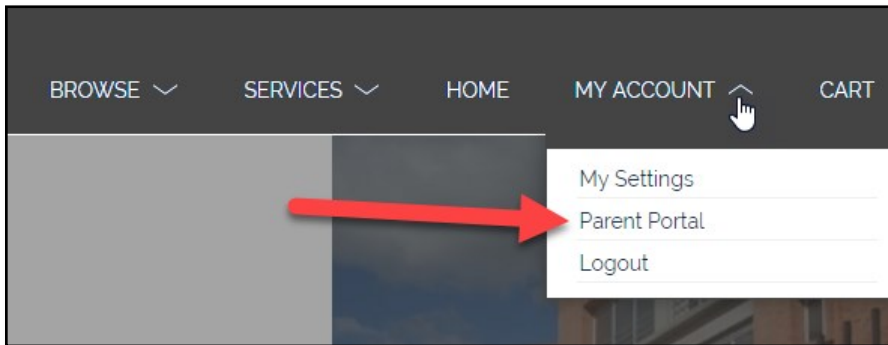 BROWSE SERVICES HOME MY ACCOUNT CART
My Settings
Parent Portal
Logout